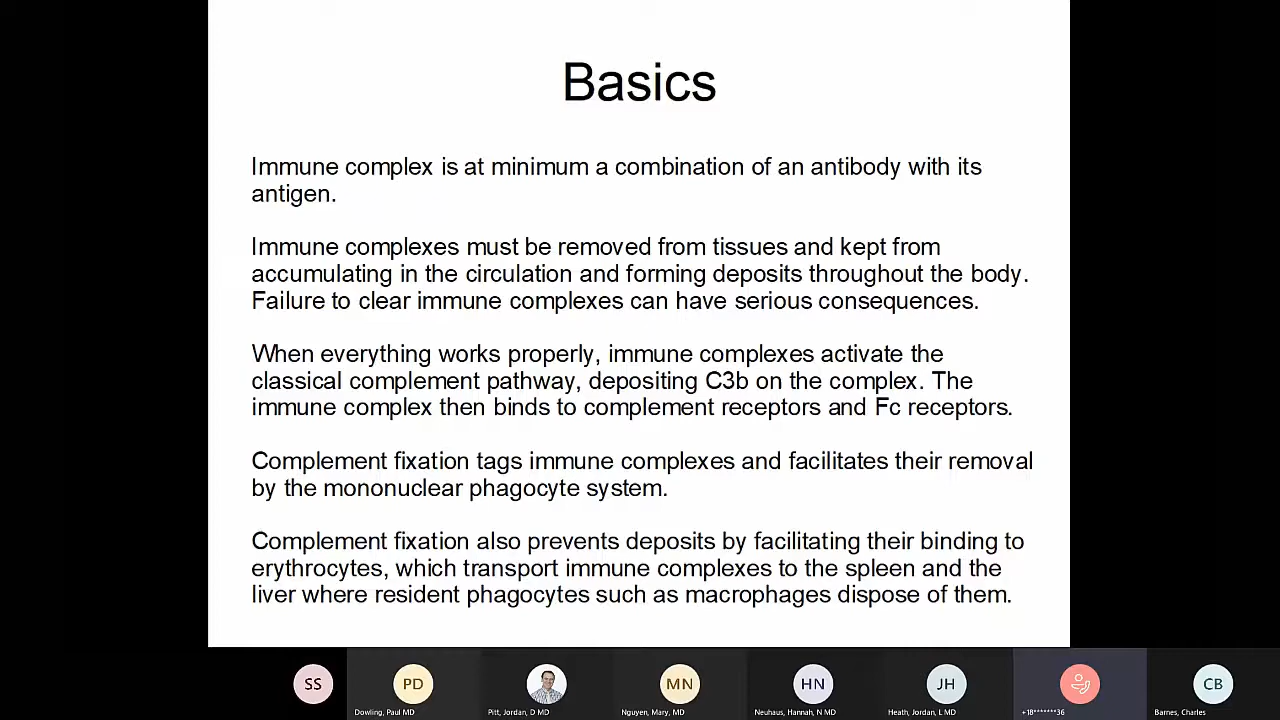 Basics
Immune complex is at minimum a combination of an antibody with its
antigen.
Immune complexes must be removed from tissues and kept from
accumulating in the circulation and forming deposits throughout the body.
Failure to clear immune complexes can have serious consequences.
When everything works properly, immune complexes activate the
classical complement pathway, depositing C3b on the complex. The
immune complex then binds to complement receptors and Fc receptors.
Complement fixation tags immune complexes and facilitates their removal
by the mononuclear phagocyte system.
Complement fixation also prevents deposits by facilitating their binding to
erythrocytes, which transport immune complexes to the spleen and the
liver where resident phagocytes such as macrophages dispose of them.
SS PD MN HN JH CB
Dowling, Paul MD Pitt, Jordan, D MD Nguyen, Mary, MD Neuhaus, Hannah, N MD Heath, Jordan, L MD +18*******36 Barnes, Charles